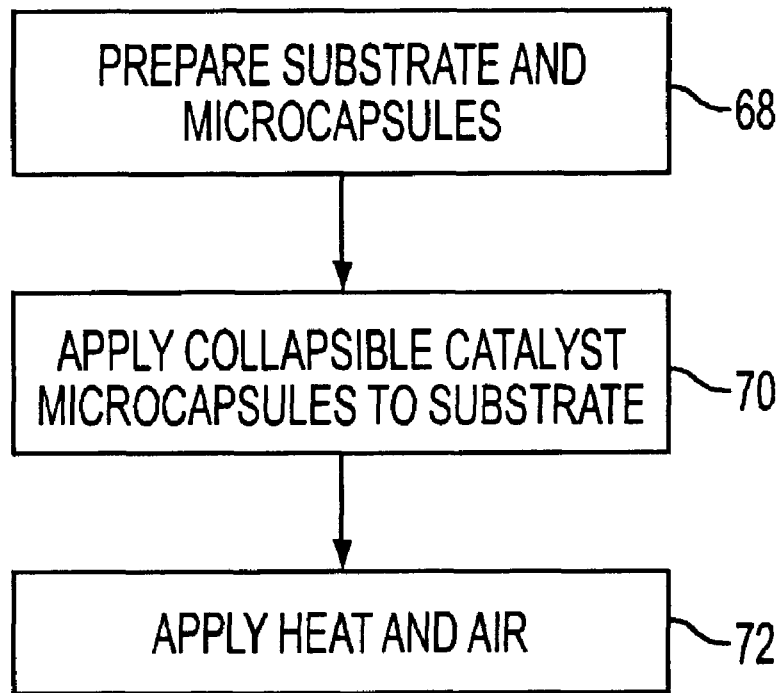 PREPARE SUBSTRATE AND
MICROCAPSULES
68
APPLY COLLAPSIBLE CATALYST
MICROCAPSULES TO SUBSTRATE
70
APPLY HEAT AND AIR
72